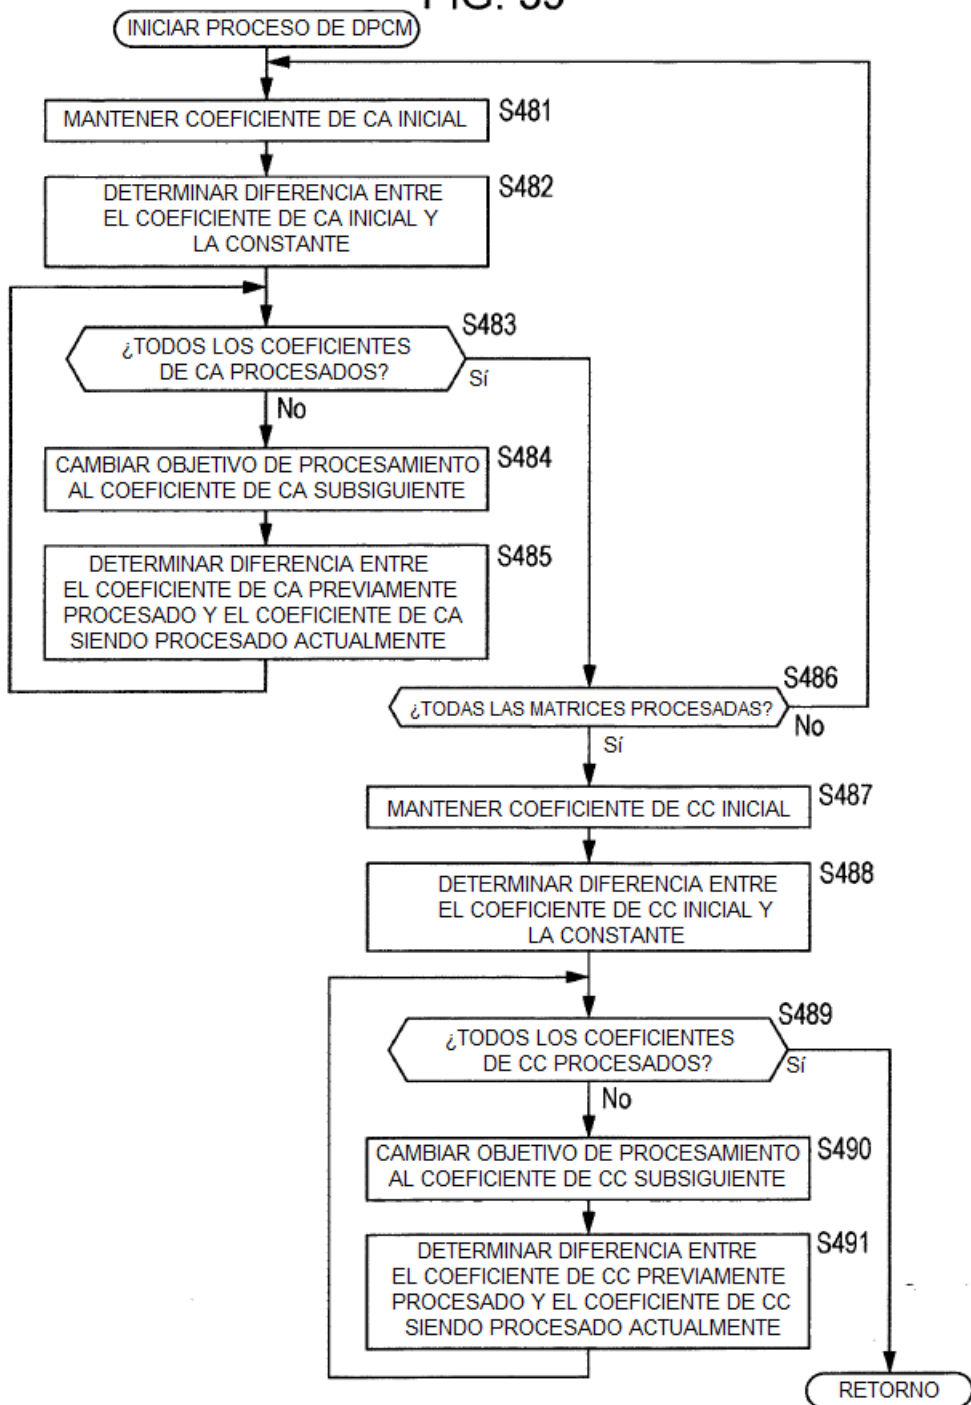 INICIAR PROCESO DE DPCM
MANTENER COEFICIENTE DE CA INICIAL
S481
DETERMINAR DIFERENCIA ENTRE
EL COEFICIENTE DE CA INICIAL Y
LA CONSTANTE
S482
¿TODOS LOS COEFICIENTES
DE CA PROCESADOS?
S483
Sí
No
CAMBIAR OBJETIVO DE PROCESAMIENTO
AL COEFICIENTE DE CA SUBSIGUIENTE
S484
DETERMINAR DIFERENCIA ENTRE
EL COEFICIENTE DE CA PREVIAMENTE
PROCESADO Y EL COEFICIENTE DE CA
SIENDO PROCESADO ACTUALMENTE
S485
¿TODAS LAS MATRICES PROCESADAS?
S486
No
Sí
MANTENER COEFICIENTE DE CC INICIAL
S487
DETERMINAR DIFERENCIA ENTRE
EL COEFICIENTE DE CC INICIAL Y
LA CONSTANTE
S488
¿TODOS LOS COEFICIENTES
DE CC PROCESADOS?
S489
Sí
No
CAMBIAR OBJETIVO DE PROCESAMIENTO
AL COEFICIENTE DE CC SUBSIGUIENTE
S490
DETERMINAR DIFERENCIA ENTRE
EL COEFICIENTE DE CC PREVIAMENTE
PROCESADO Y EL COEFICIENTE DE CC
SIENDO PROCESADO ACTUALMENTE
S491
RETORNO